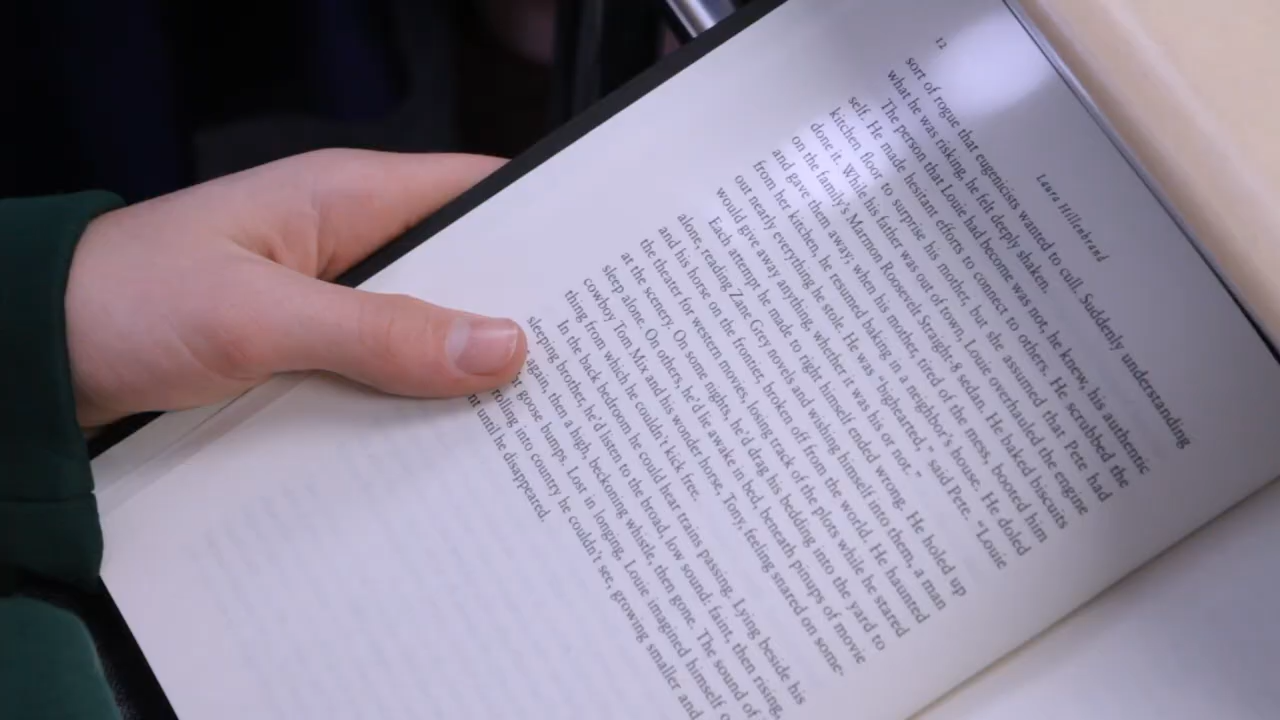 12
Laura Hillenbrand
sort of rogue that eugenicists wanted to cull. Suddenly understanding
what he was risking, he felt deeply shaken.
The person that Louie had become was not, he knew, his authentic
self. He made hesitant efforts to connect to others. He scrubbed the
kitchen floor to surprise his mother, but she assumed that Pete had
done it. While his father was out of town, Louie overhauled the engine
on the family's Marmon Roosevelt Straight-8 sedan. He baked biscuits
and gave them away; when his mother, tired of the mess, booted him
from her kitchen, he resumed baking in a neighbor's house. He doled
out nearly everything he stole. He was "bighearted," said Pete. "Louie
would give away anything, whether it was his or not."
Each attempt he made to right himself ended wrong. He holed up
alone, reading Zane Grey novels and wishing himself into them, a man
and his horse on the frontier, broken off from the world. He haunted
the theater for western movies, losing track of the plots while he stared
at the scenery. On some nights, he'd drag his bedding into the yard to
sleep alone. On others, he'd lie awake in bed, beneath pinups of movie
cowboy Tom Mix and his wonder horse, Tony, feeling snared on some-
thing from which he couldn't kick free.
In the back bedroom he could hear trains passing. Lying beside his
sleeping brother, he'd listen to the broad, low sound: faint, then rising,
again, then a high, beckoning whistle, then gone. The sound of
goose bumps. Lost in longing, Louie imagined himself
rolling into country he couldn't see, growing smaller and
until he disappeared.